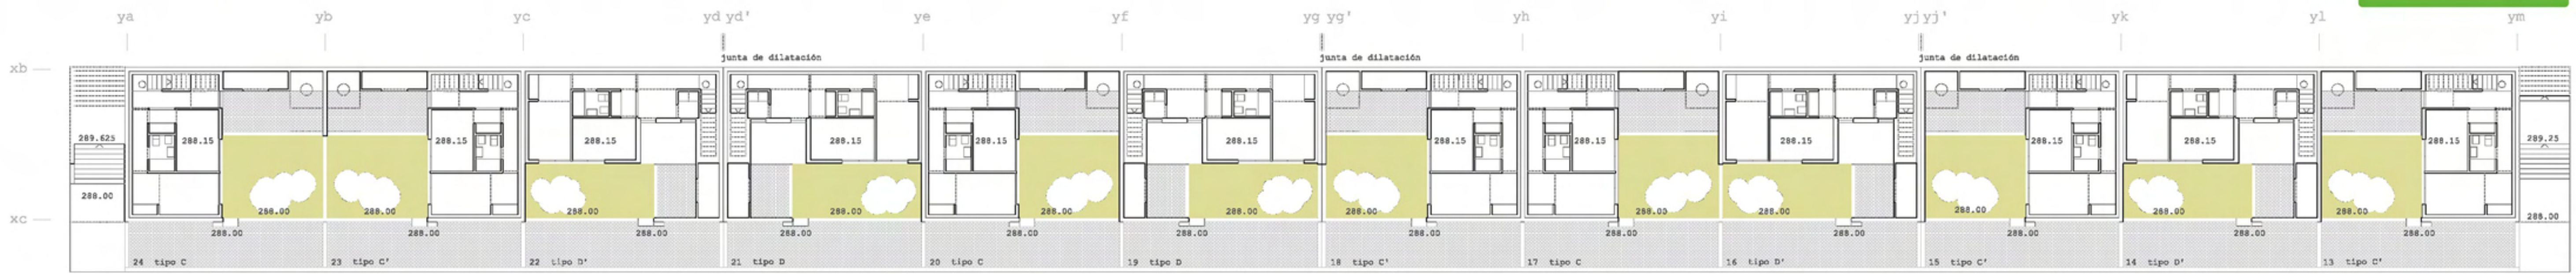 ya yb yc yd yd' ye yf yg yg' yh yi yj yj' yk yl ym
junta de dilatación junta de dilatación junta de dilatación
xb
289.625 288.15 288.15 288.15 288.15 288.15 288.15 288.15 288.15 288.15 288.15 288.15 288.15 289.25
288.00 288.00 288.00 288.00 288.00 288.00 288.00 288.00 288.00 288.00 288.00 288.00 288.00 288.00
xc
288.00 288.00 288.00 288.00 288.00 288.00 288.00 288.00 288.00 288.00 288.00 288.00
24 tipo C 23 tipo C' 22 tipo D' 21 tipo D 20 tipo C 19 tipo D 18 tipo C' 17 tipo C 16 tipo D' 15 tipo C' 14 tipo D' 13 tipo C'